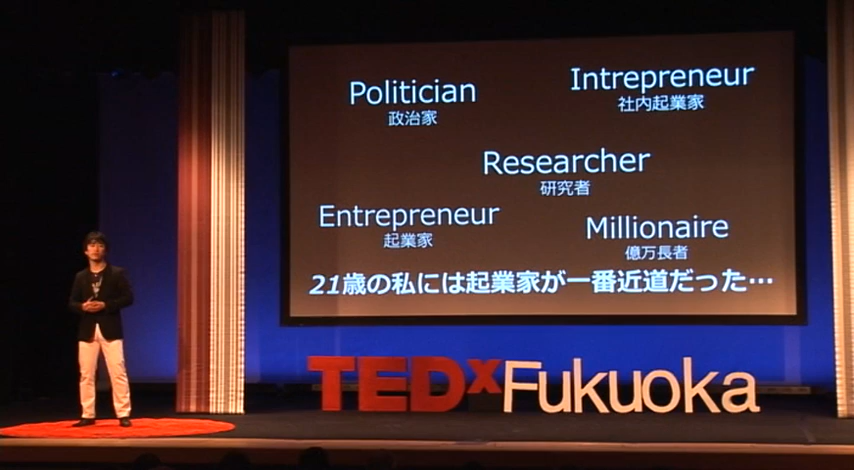 Politician
政治家
Intrepreneur
社内起業家
Researcher
研究者
Entrepreneur
起業家
Millionaire
億万長者
21歳の私には起業家が一番近道だった…
TEDxFukuoka